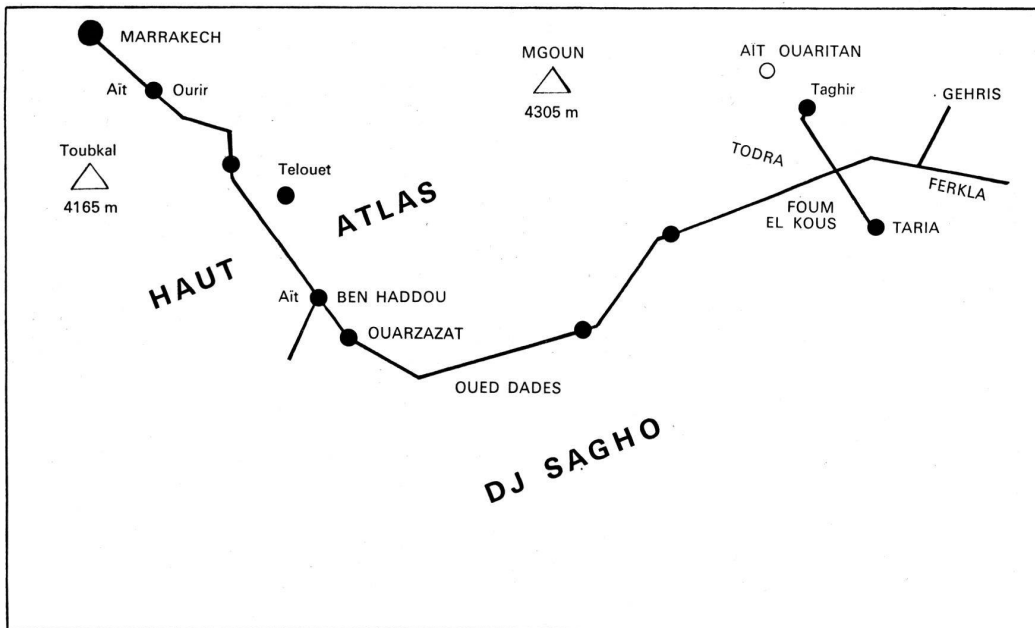 MARRAKECH
Aït Ourir
Toubkal
4165 m
Telouet
HAUT ATLAS
MGOUN
4305 m
AÏT OUARITAN
Taghir
GEHRIS
TODRA
FERKLA
FOUM
EL KOUS
TARIA
Aït BEN HADDOU
OUARZAZAT
OUED DADES
DJ SAGHO